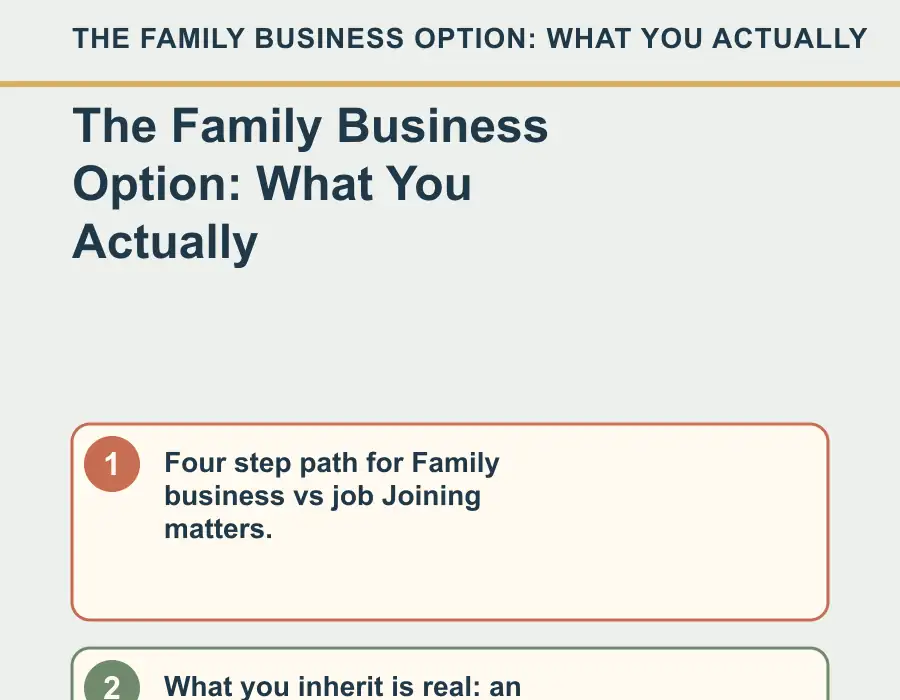 THE FAMILY BUSINESS OPTION: WHAT YOU ACTUALLY
The Family Business
Option: What You
Actually
1
Four step path for Family
business vs job Joining
matters.
2
What you inherit is real: an